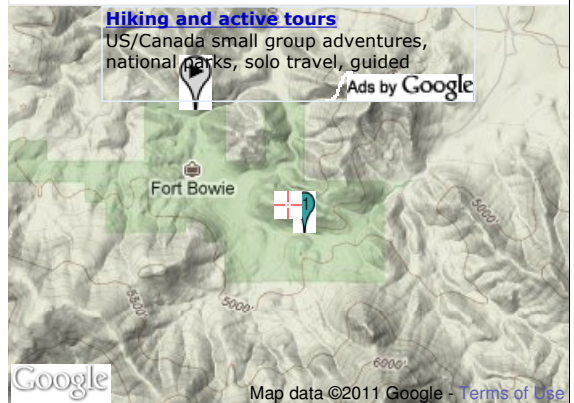 Hiking and active tours
US/Canada small group adventures,
national parks, solo travel, guided
Ads by Google
Fort Bowie
1
5000
5500
5000'
6000'
Google
Map data ©2011 Google - Terms of Use